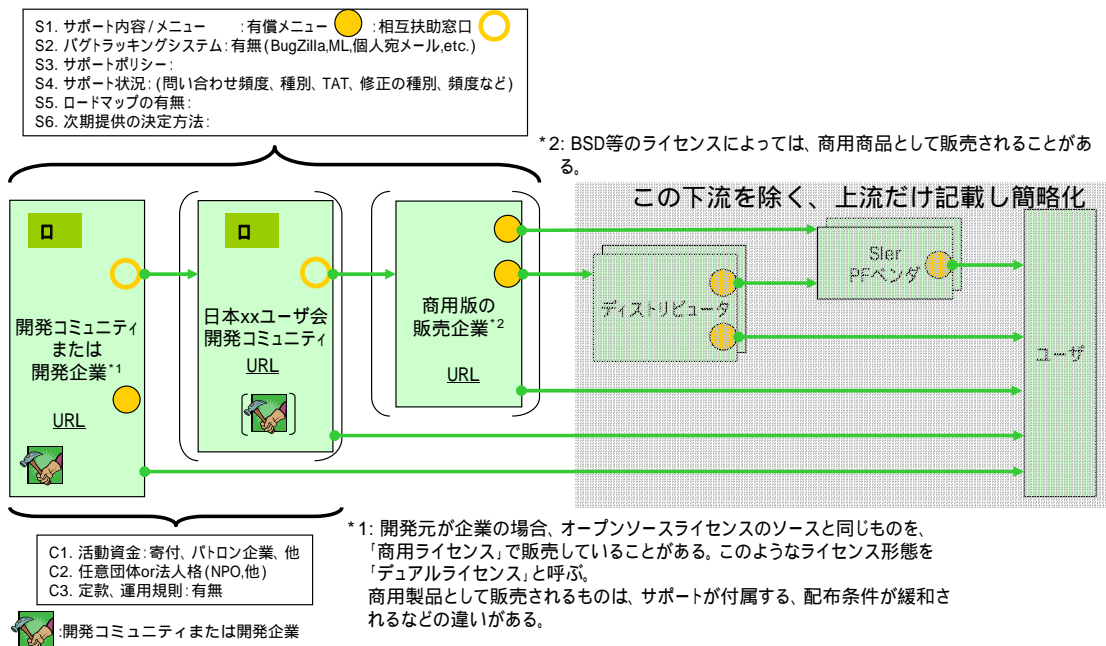 S1. サポート内容/メニュー　:有償メニュー　:相互扶助窓口
S2. バグトラッキングシステム:有無(BugZilla,ML,個人宛メール,etc.)
S3. サポートポリシー:
S4. サポート状況:(問い合わせ頻度、種別、TAT、修正の種別、頻度など)
S5. ロードマップの有無:
S6. 次期提供の決定方法:
*2: BSD等のライセンスによっては、商用商品として販売されることがあ
る。
この下流を除く、上流だけ記載し簡略化
ロ
開発コミュニティ
または
開発企業*1
URL
ロ
日本xxユーザ会
開発コミュニティ
URL
商用版の
販売企業*2
URL
ディストリビュータ
SIer
PFベンダ
ユーザ
C1. 活動資金:寄付、パトロン企業、他
C2. 任意団体or法人格(NPO,他)
C3. 定款、運用規則:有無
:開発コミュニティまたは開発企業
*1: 開発元が企業の場合、オープンソースライセンスのソースと同じものを、
「商用ライセンス」で販売していることがある。このようなライセンス形態を
「デュアルライセンス」と呼ぶ。
商用製品として販売されるものは、サポートが付属する、配布条件が緩和さ
れるなどの違いがある。